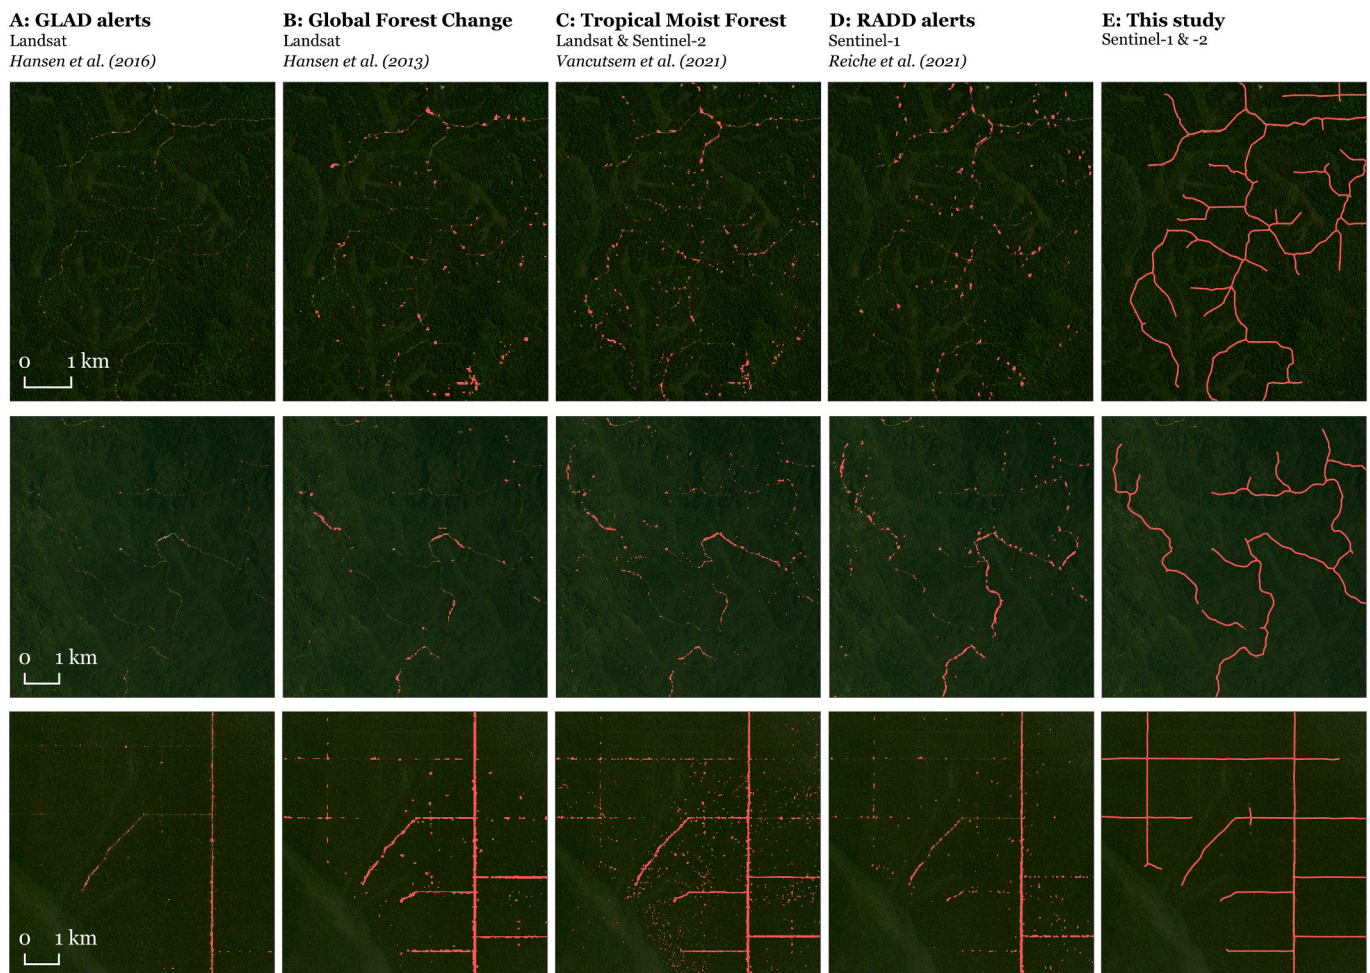 A: GLAD alerts
Landsat
Hansen et al. (2016)
B: Global Forest Change
Landsat
Hansen et al. (2013)
C: Tropical Moist Forest
Landsat & Sentinel-2
Vancutsem et al. (2021)
D: RADD alerts
Sentinel-1
Reiche et al. (2021)
E: This study
Sentinel-1 & -2
0 1 km
0 1 km
0 1 km